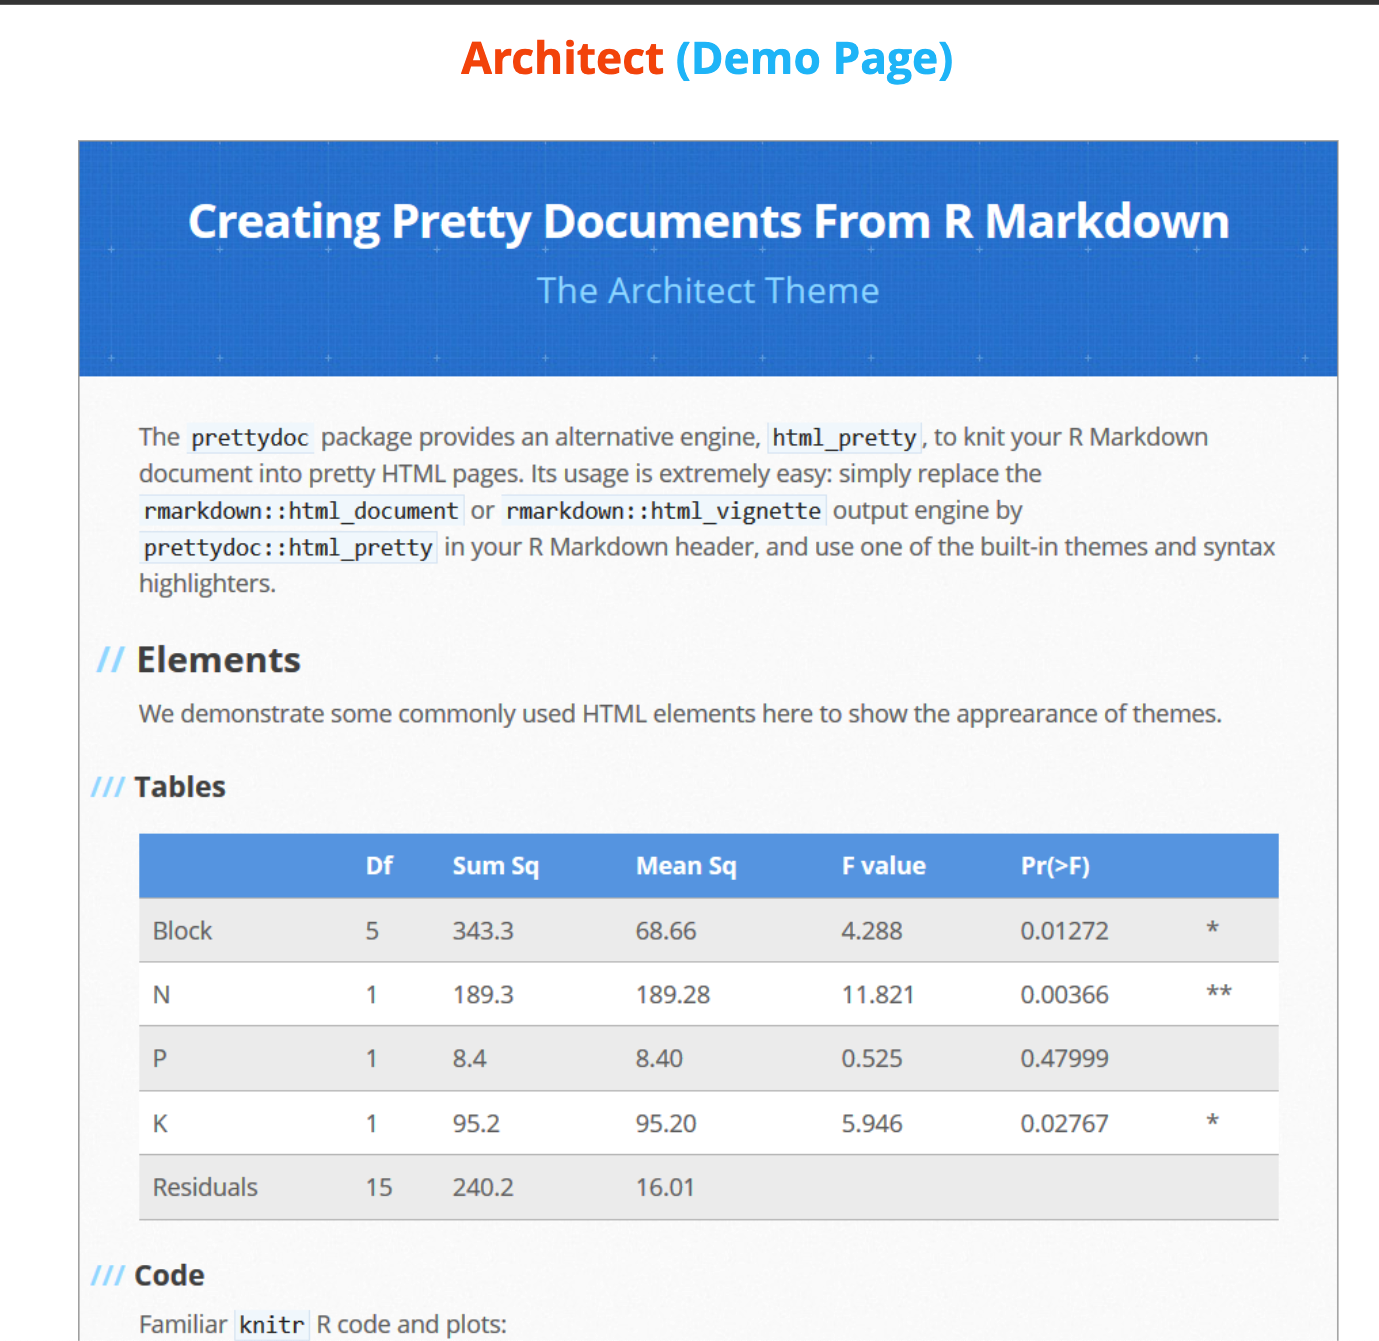 Architect (Demo Page)
Creating Pretty Documents From R Markdown
The Architect Theme
The prettydoc package provides an alternative engine, html_pretty, to knit your R Markdown
document into pretty HTML pages. Its usage is extremely easy: simply replace the
rmarkdown::html_document or rmarkdown::html_vignette output engine by
prettydoc::html_pretty in your R Markdown header, and use one of the built-in themes and syntax
highlighters.
// Elements
We demonstrate some commonly used HTML elements here to show the apprearance of themes.
/// Tables
Df Sum Sq Mean Sq F value Pr(>F)
Block 5 343.3 68.66 4.288 0.01272 *
N 1 189.3 189.28 11.821 0.00366 **
P 1 8.4 8.40 0.525 0.47999
K 1 95.2 95.20 5.946 0.02767 *
Residuals 15 240.2 16.01
/// Code
Familiar knitr R code and plots: